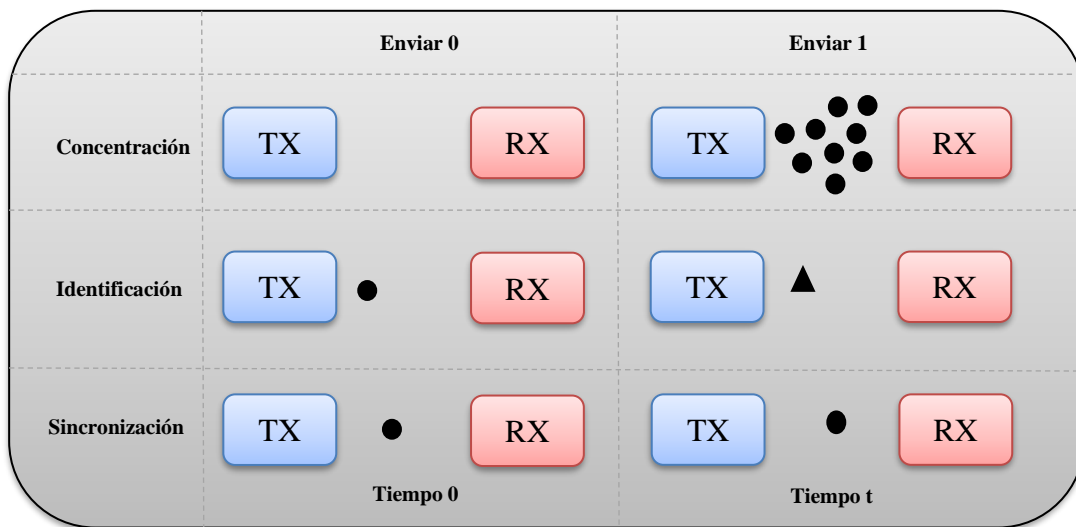 Enviar 0
Enviar 1
Concentración
TX
RX
TX
RX
Identificación
TX
RX
TX
RX
Sincronización
TX
RX
TX
RX
Tiempo 0
Tiempo t